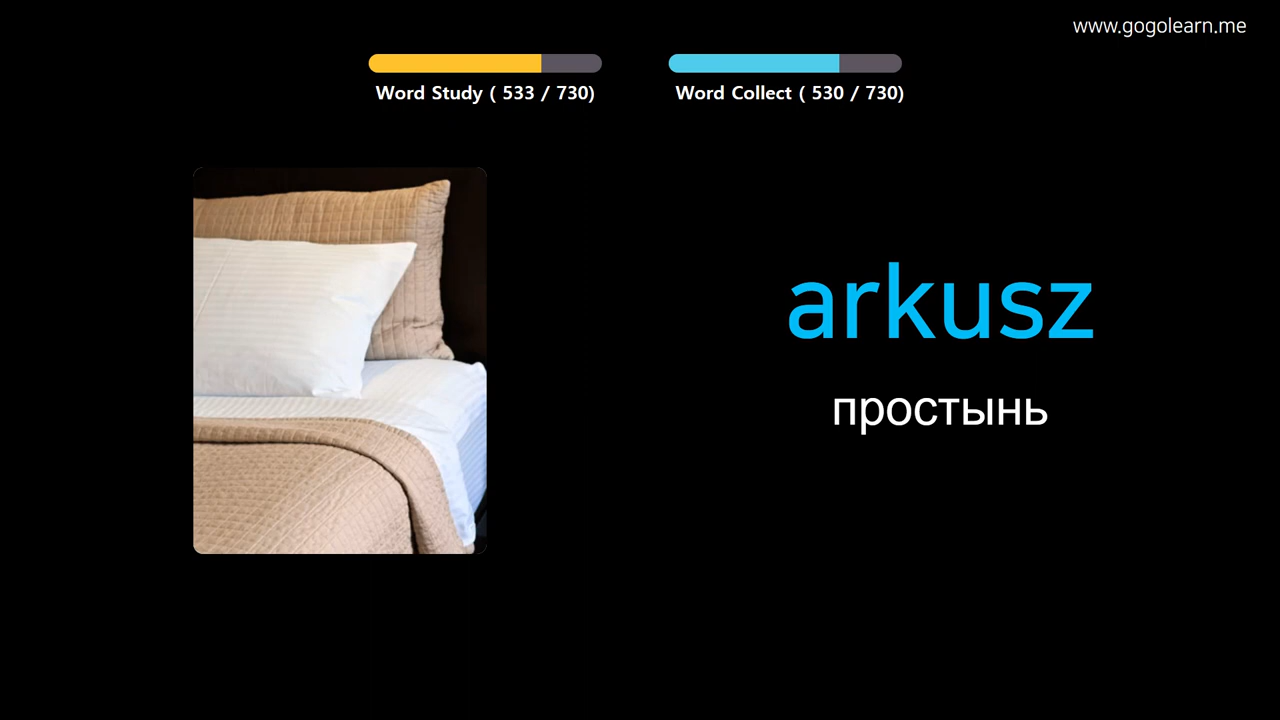 www.gogolearn.me
Word Study ( 533 / 730)
Word Collect ( 530 / 730)
arkusz
простынь